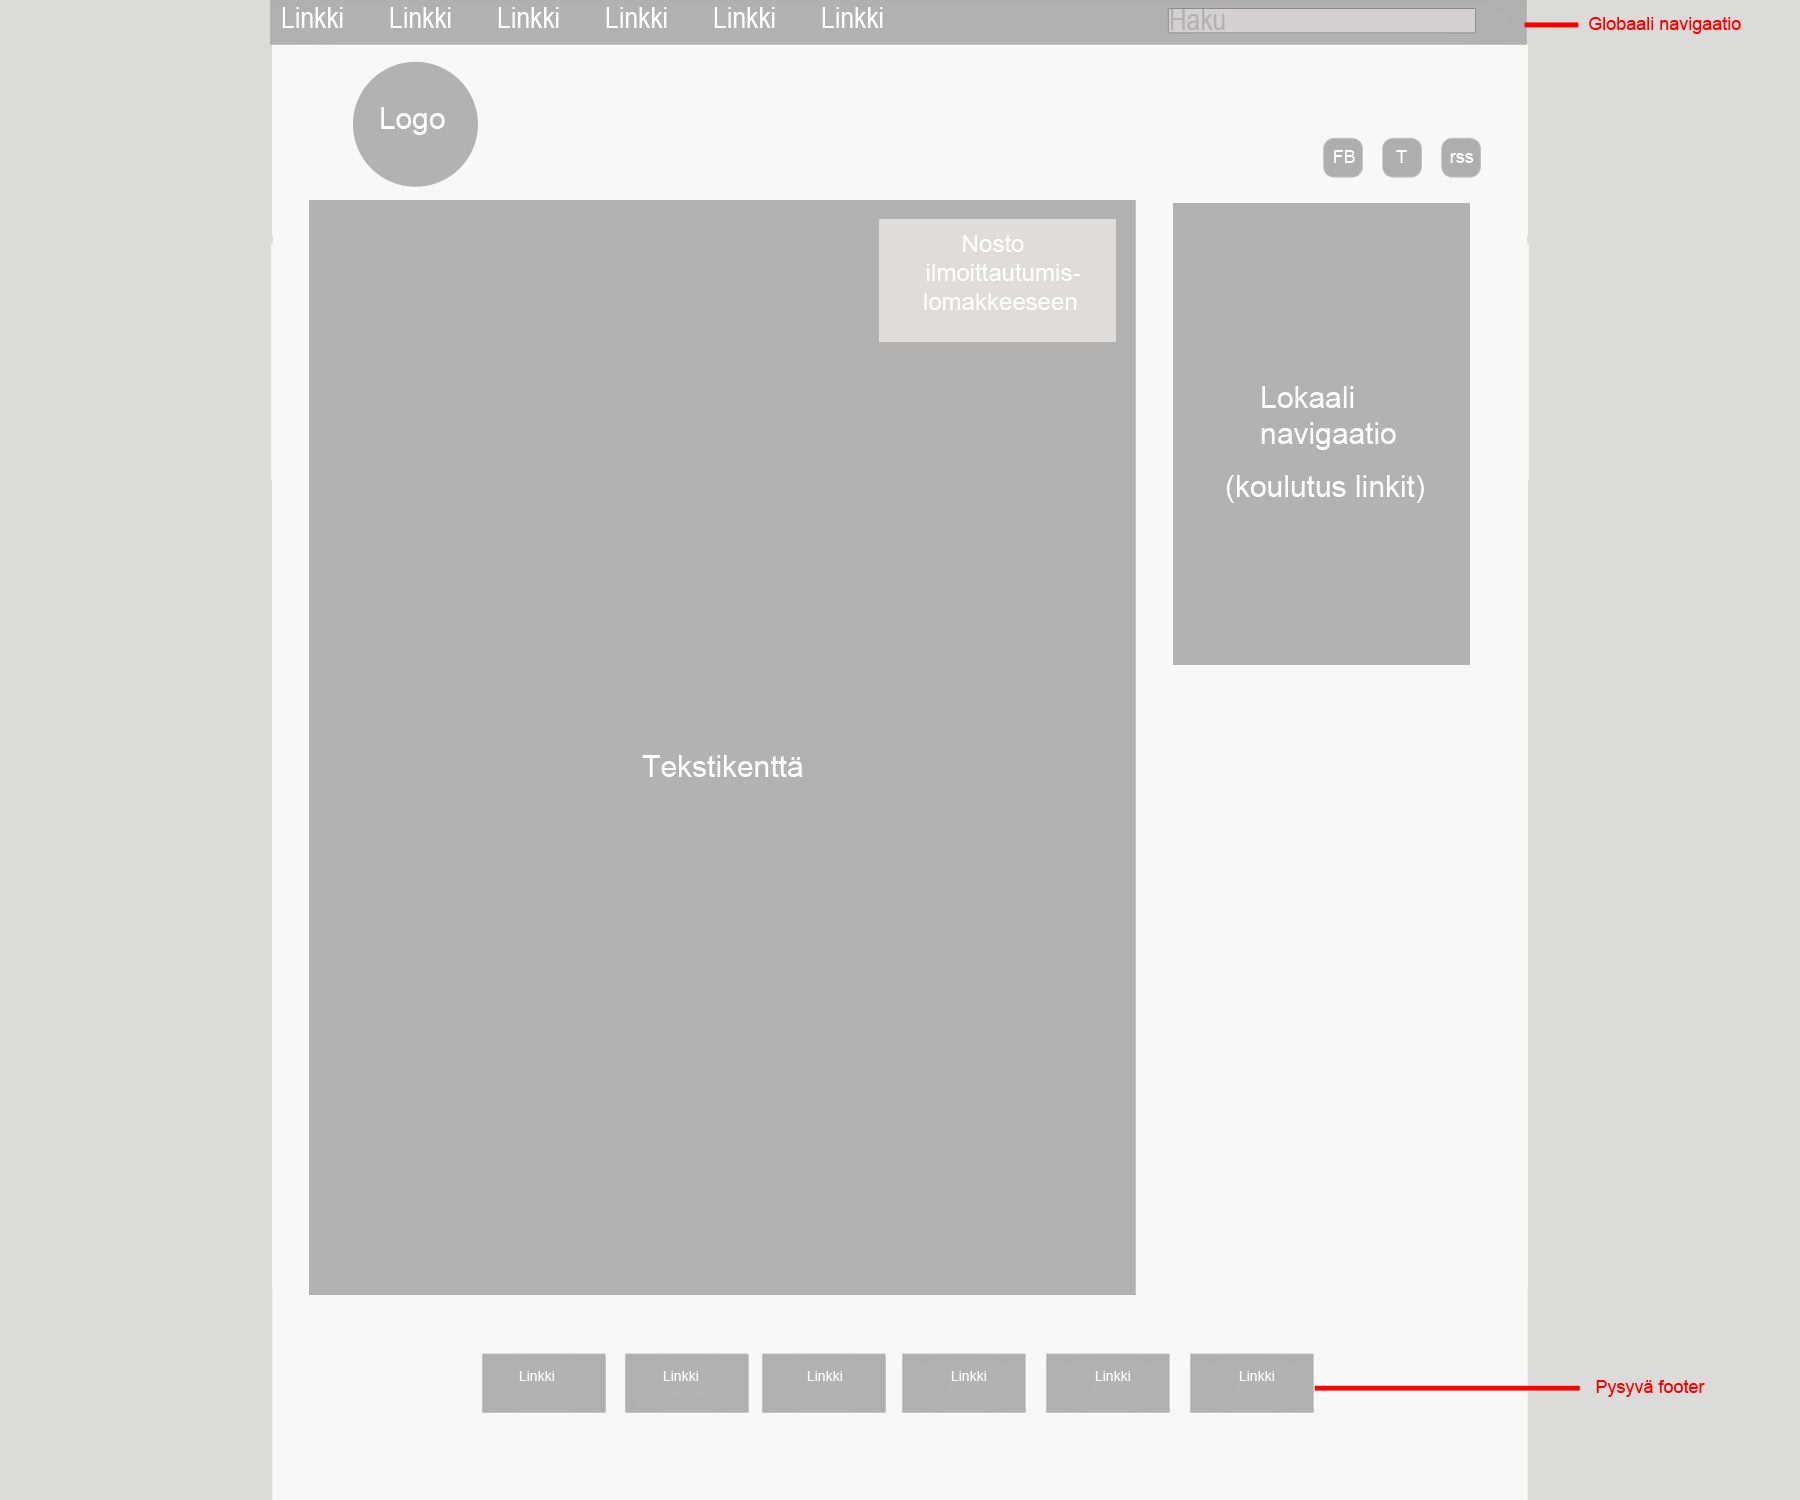 Linkki Linkki Linkki Linkki Linkki Linkki Haku Globaali navigaatio
Logo
FB T rss
Nosto
ilmoittautumis-
lomakkeeseen
Lokaali
navigaatio
(koulutus linkit)
Tekstikenttä
Linkki Linkki Linkki Linkki Linkki Linkki Pysyvä footer